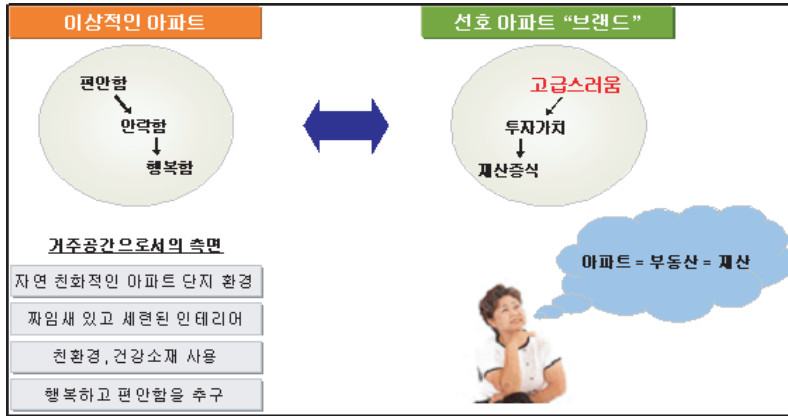 이상적인 아파트
편안함
안락함
행복함
거주공간으로서의 측면
자연 친화적인 아파트 단지 환경
짜임새 있고 세련된 인테리어
친환경, 건강소재 사용
행복하고 편안함을 추구
선호 아파트 “브랜드”
고급스러움
투자가치
재산증식
아파트 = 부동산 = 재산